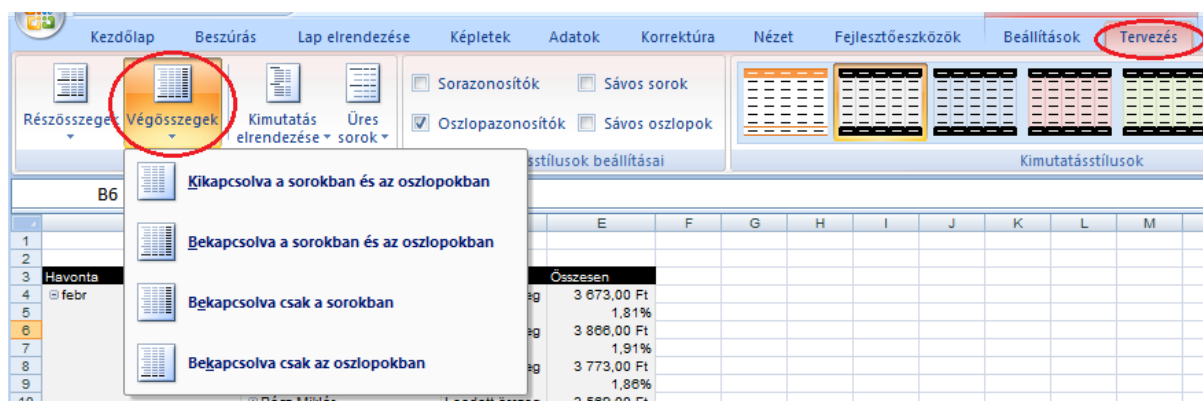 Kezdőlap Beszúrás Lap elrendezése Képletek Adatok Korrektúra Nézet Fejlesztőeszközök Beállítások Tervezés
Részösszegek Végösszegek Kimutatás elrendezése Üres sorok
Sorazonosítók Sávos sorok
Oszlopazonosítók Sávos oszlopok
beállításai Kimutatásstílusok
Kikapcsolva a sorokban és az oszlopokban
Bekapcsolva a sorokban és az oszlopokban
Bekapcsolva csak a sorokban
Bekapcsolva csak az oszlopokban
B6
E F G H I J K L M
1
2
3 Havonta Összesen
4 febr 3 673,00 Ft
5 1,81%
6 3 866,00 Ft
7 1,91%
8 3 773,00 Ft
9 1,86%